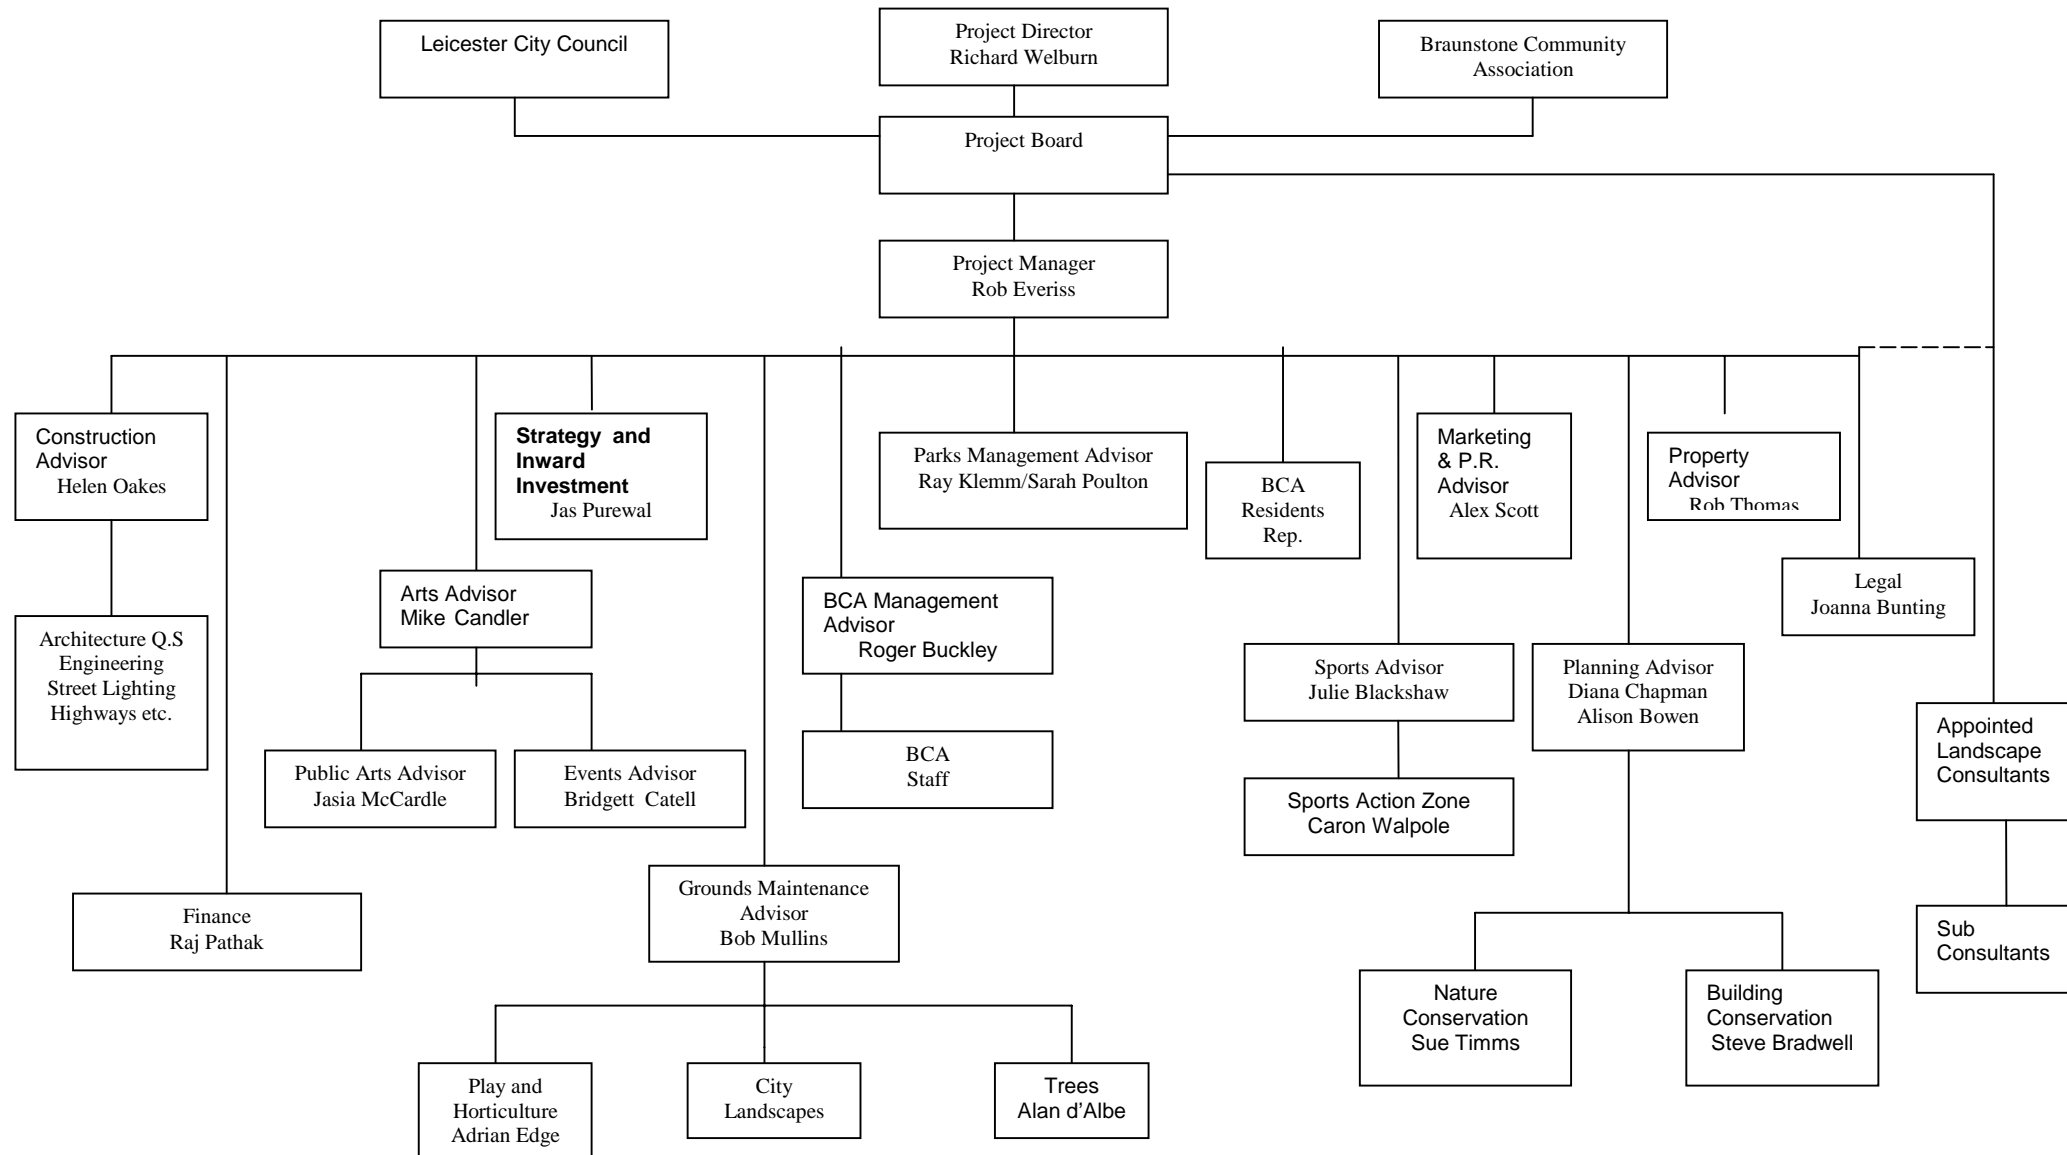 Leicester City Council
Project Director
Richard Welburn
Braunstone Community
Association
Project Board
Project Manager
Rob Everiss
Construction
Advisor
Helen Oakes
Strategy and
Inward
Investment
Jas Purewal
Parks Management Advisor
Ray Klemm/Sarah Poulton
BCA
Residents
Rep.
Marketing
& P.R.
Advisor
Alex Scott
Property
Advisor
Rob Thomas
Legal
Joanna Bunting
Arts Advisor
Mike Candler
BCA Management
Advisor
Roger Buckley
Architecture Q.S
Engineering
Street Lighting
Highways etc.
Sports Advisor
Julie Blackshaw
Planning Advisor
Diana Chapman
Alison Bowen
Appointed
Landscape
Consultants
Public Arts Advisor
Jasia McCardle
Events Advisor
Bridgett Catell
BCA
Staff
Sports Action Zone
Caron Walpole
Finance
Raj Pathak
Grounds Maintenance
Advisor
Bob Mullins
Sub
Consultants
Nature
Conservation
Sue Timms
Building
Conservation
Steve Bradwell
Play and
Horticulture
Adrian Edge
City
Landscapes
Trees
Alan d'Albe